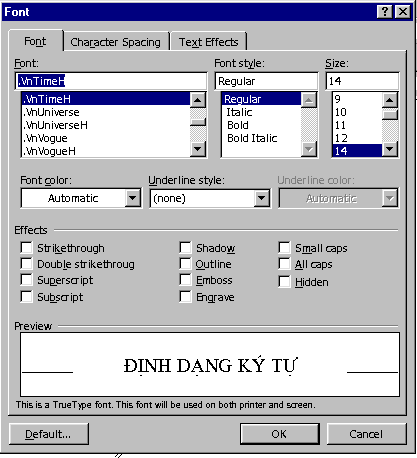 Font
Font
Character Spacing
Text Effects
Font:
Font style:
Size:
.VnTimeH
Regular
14
.VnTimeH
.VnUniverse
.VnUniverseH
.VnVogue
.VnVogueH
Regular
Italic
Bold
Bold Italic
9
10
11
12
14
Font color:
Underline style:
Underline color:
Automatic
(none)
Automatic
Effects
Strikethrough
Shadow
Small caps
Double strikethroug
Outline
All caps
Superscript
Emboss
Hidden
Subscript
Engrave
Preview
ĐỊNH DẠNG KÝ TỰ
This is a TrueType font. This font will be used on both printer and screen.
Default...
OK
Cancel